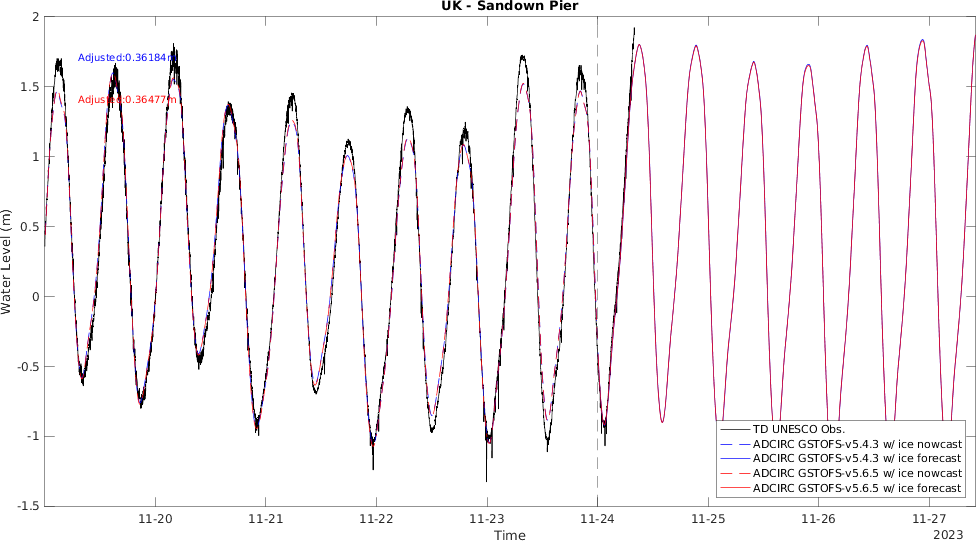 UK - Sandown Pier
2
1.5
1
0.5
0
-0.5
-1
-1.5
Water Level (m)
Adjusted:0.36184m
Adjusted:0.36477m
TD UNESCO Obs.
ADCIRC GSTOFS-v5.4.3 w/ ice nowcast
ADCIRC GSTOFS-v5.4.3 w/ ice forecast
ADCIRC GSTOFS-v5.6.5 w/ ice nowcast
ADCIRC GSTOFS-v5.6.5 w/ ice forecast
11-20 11-21 11-22 11-23 11-24 11-25 11-26 11-27
Time
2023